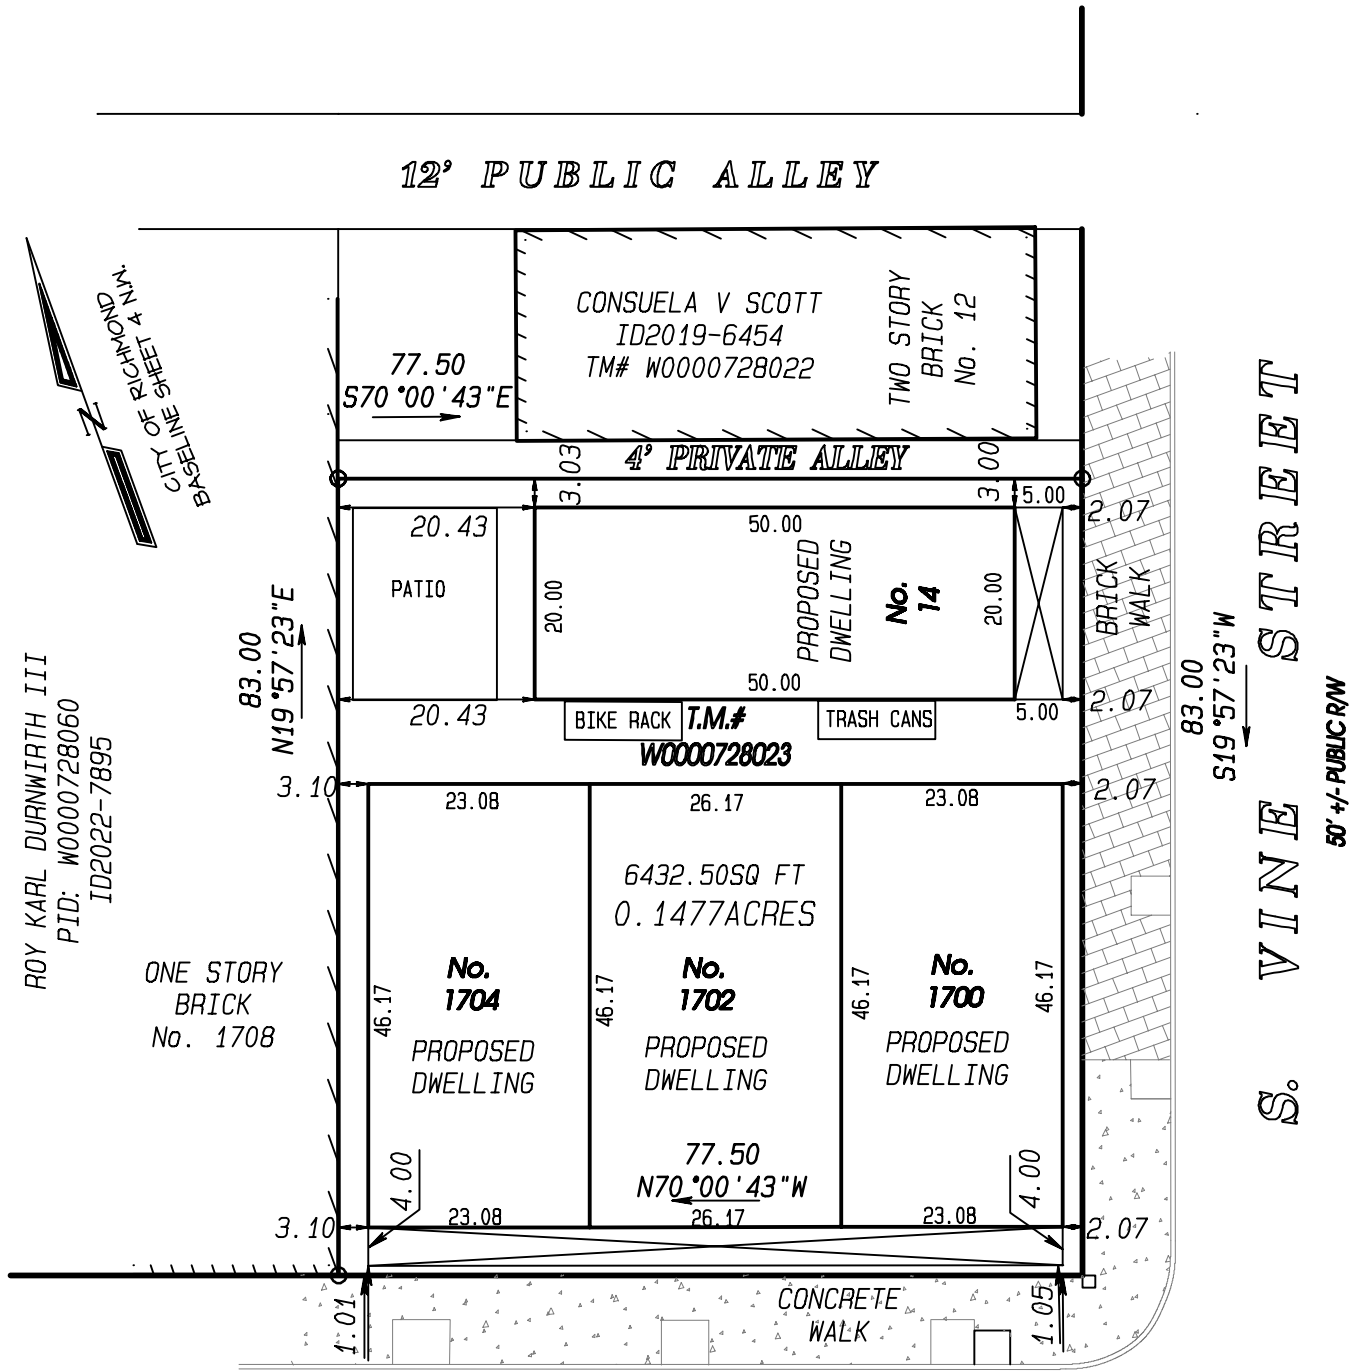 12' PUBLIC ALLEY
CITY OF RICHMOND
BASELINE SHEET 4 N.W.
N
CONSUELA V SCOTT
ID2019-6454
TM# W0000728022
TWO STORY
BRICK
No. 12
77.50
S70°00'43"E
4' PRIVATE ALLEY
3.03
3.00
5.00
2.07
20.43
50.00
PATIO
20.00
PROPOSED
DWELLING
No.
14
20.00
BRICK
WALK
83.00
N19°57'23"E
50.00
20.43
5.00
2.07
BIKE RACK
T.M.#
W0000728023
TRASH CANS
83.00
S19°57'23"W
S. VINE STREET
50' +/- PUBLIC R/W
ROY KARL DURNWIRTH III
PID: W0000728060
ID2022-7895
3.10
23.08
26.17
23.08
2.07
6432.50SQ FT
0.1477ACRES
ONE STORY
BRICK
No. 1708
46.17
No.
1704
PROPOSED
DWELLING
46.17
No.
1702
PROPOSED
DWELLING
46.17
No.
1700
PROPOSED
DWELLING
46.17
77.50
N70°00'43"W
4.00
4.00
3.10
23.08
26.17
23.08
2.07
1.01
CONCRETE
WALK
1.05